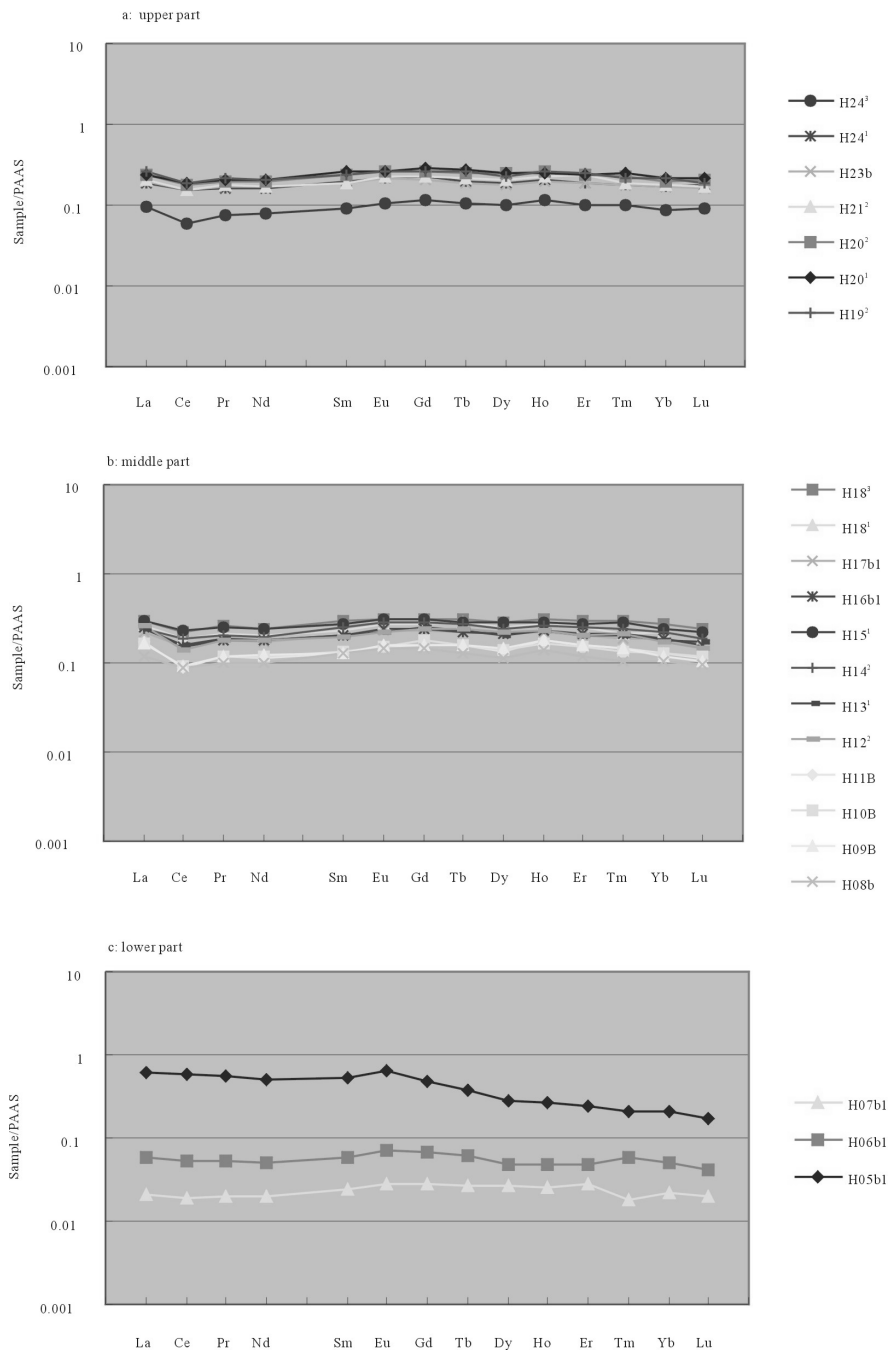 a: upper part
10
1
0.1
0.01
0.001
Sample/PAAS
La Ce Pr Nd Sm Eu Gd Tb Dy Ho Er Tm Yb Lu
H24³
H24¹
H23b
H21²
H20²
H20¹
H19²
b: middle part
10
1
0.1
0.01
0.001
Sample/PAAS
La Ce Pr Nd Sm Eu Gd Tb Dy Ho Er Tm Yb Lu
H18³
H18¹
H17b1
H16b1
H15¹
H14²
H13¹
H12²
H11B
H10B
H09B
H08b
c: lower part
10
1
0.1
0.01
0.001
Sample/PAAS
La Ce Pr Nd Sm Eu Gd Tb Dy Ho Er Tm Yb Lu
H07b1
H06b1
H05b1